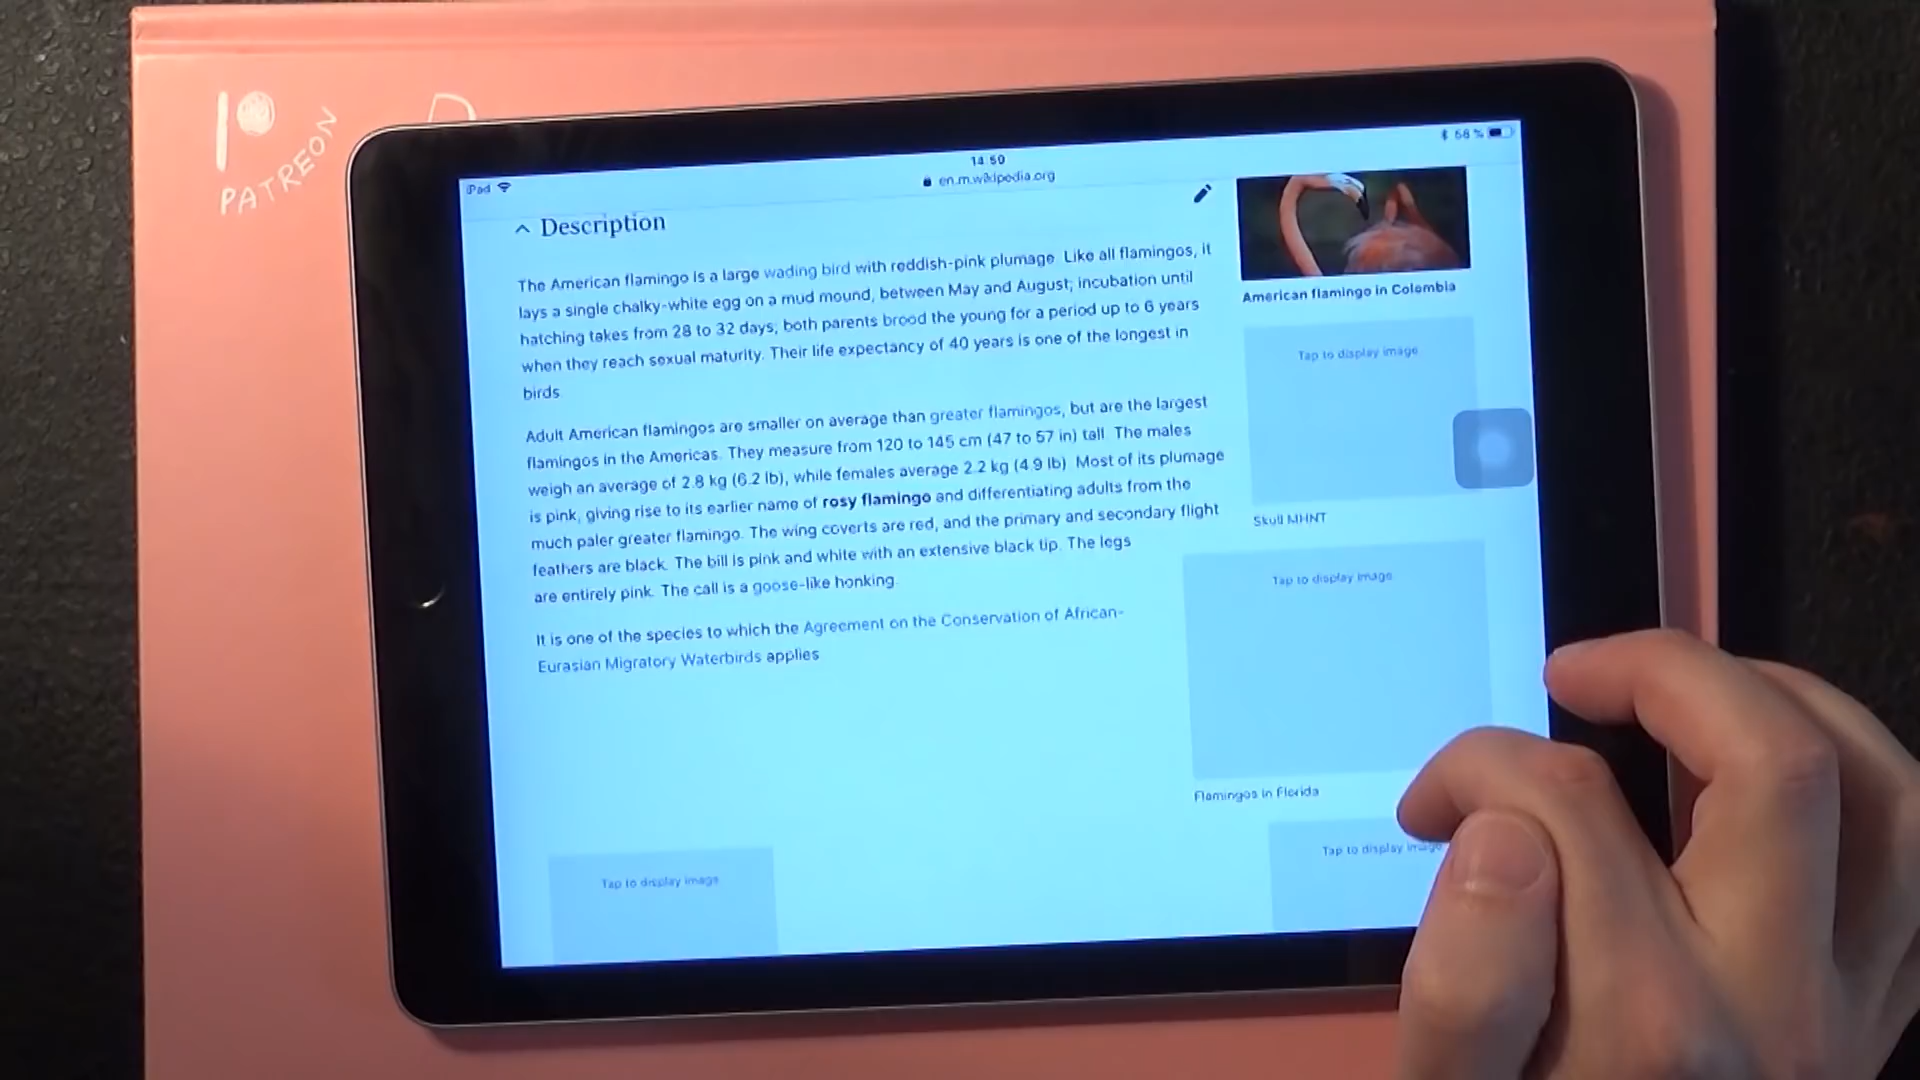 PATREON
iPad
14:50
68 %
en.m.wikipedia.org
Description
The American flamingo is a large wading bird with reddish-pink plumage. Like all flamingos, it
lays a single chalky-white egg on a mud mound, between May and August; incubation until
hatching takes from 28 to 32 days; both parents brood the young for a period up to 6 years
when they reach sexual maturity. Their life expectancy of 40 years is one of the longest in
birds.
Adult American flamingos are smaller on average than greater flamingos, but are the largest
flamingos in the Americas. They measure from 120 to 145 cm (47 to 57 in) tall. The males
weigh an average of 2.8 kg (6.2 lb), while females average 2.2 kg (4.9 lb). Most of its plumage
is pink, giving rise to its earlier name of rosy flamingo and differentiating adults from the
much paler greater flamingo. The wing coverts are red, and the primary and secondary flight
feathers are black. The bill is pink and white with an extensive black tip. The legs
are entirely pink. The call is a goose-like honking.
It is one of the species to which the Agreement on the Conservation of African-
Eurasian Migratory Waterbirds applies
American flamingo in Colombia
Tap to display image
Skull MHNT
Tap to display image
Flamingos in Florida
Tap to display image
Tap to display image